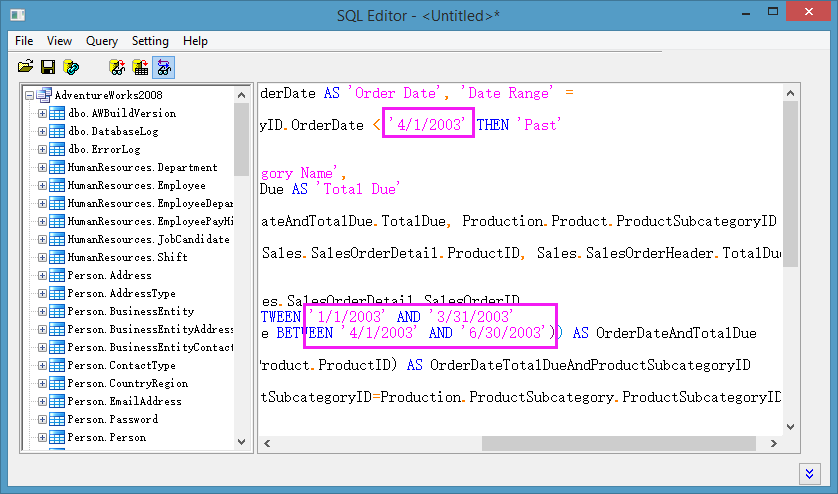 SQL Editor - <Untitled>*
File View Query Setting Help
AdventureWorks2008
dbo.AWBuildVersion
dbo.DatabaseLog
dbo.ErrorLog
HumanResources.Department
HumanResources.Employee
HumanResources.EmployeeDepar
HumanResources.EmployeePayHi
HumanResources.JobCandidate
HumanResources.Shift
Person.Address
Person.AddressType
Person.BusinessEntity
Person.BusinessEntityAddress
Person.BusinessEntityContact
Person.ContactType
Person.CountryRegion
Person.EmailAddress
Person.Password
Person.Person
derDate AS 'Order Date', 'Date Range' =
yID.OrderDate < '4/1/2003' THEN 'Past'
gory Name',
Due AS 'Total Due'
ateAndTotalDue.TotalDue, Production.Product.ProductSubcategoryID
Sales.SalesOrderDetail.ProductID, Sales.SalesOrderHeader.TotalDue
es.SalesOrderDetail.SalesOrderID
TWEEN '1/1/2003' AND '3/31/2003'
e BETWEEN '4/1/2003' AND '6/30/2003')) AS OrderDateAndTotalDue
roduct.ProductID) AS OrderDateTotalDueAndProductSubcategoryID
tSubcategoryID=Production.ProductSubcategory.ProductSubcategoryID